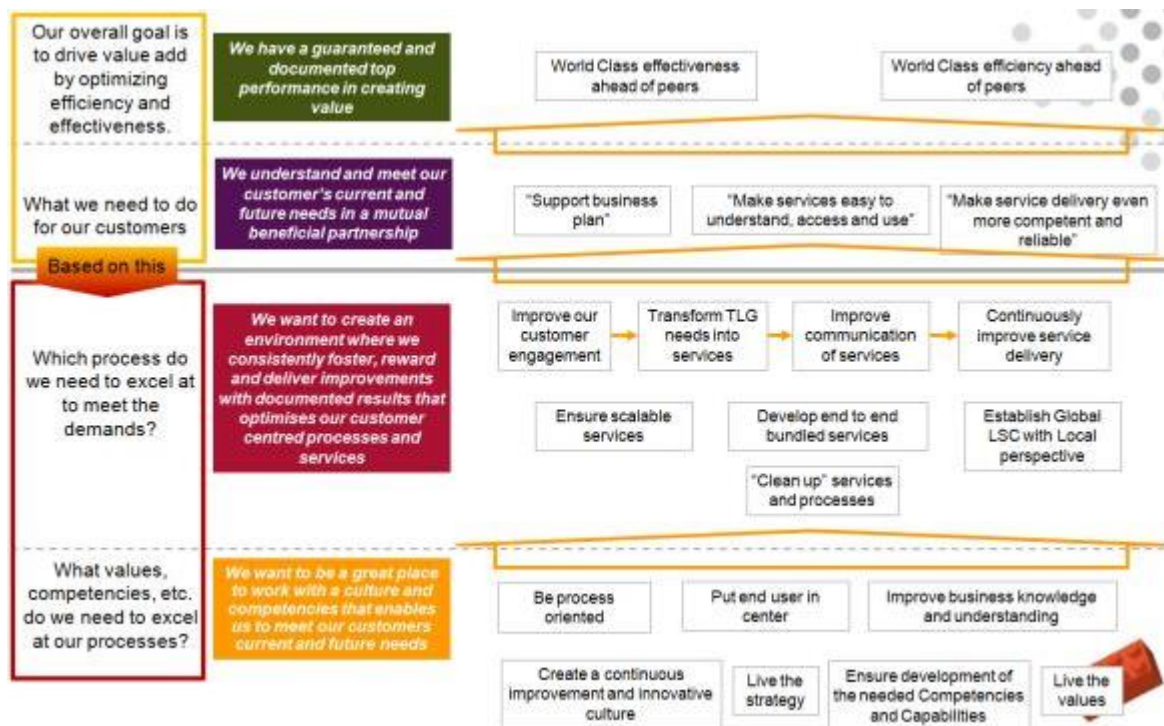 Our overall goal is
to drive value add
by optimizing
efficiency and
effectiveness.
We have a guaranteed and
documented top
performance in creating
value
World Class effectiveness
ahead of peers
World Class efficiency ahead
of peers
What we need to do
for our customers
We understand and meet our
customer's current and
future needs in a mutual
beneficial partnership
"Support business
plan"
"Make services easy to
understand, access and use"
"Make service delivery even
more competent and
reliable"
Based on this
Which process do
we need to excel at
to meet the
demands?
We want to create an
environment where we
consistently foster, reward
and deliver improvements
with documented results that
optimises our customer
centred processes and
services
Improve our
customer
engagement
Transform TLG
needs into
services
Improve
communication
of services
Continuously
improve service
delivery
Ensure scalable
services
Develop end to end
bundled services
Establish Global
LSC with Local
perspective
"Clean up" services
and processes
What values,
competencies, etc.
do we need to excel
at our processes?
We want to be a great place
to work with a culture and
competencies that enables
us to meet our customers
current and future needs
Be process
oriented
Put end user in
center
Improve business knowledge
and understanding
Create a continuous
improvement and innovative
culture
Live the
strategy
Ensure development of
the needed Competencies
and Capabilities
Live the
values